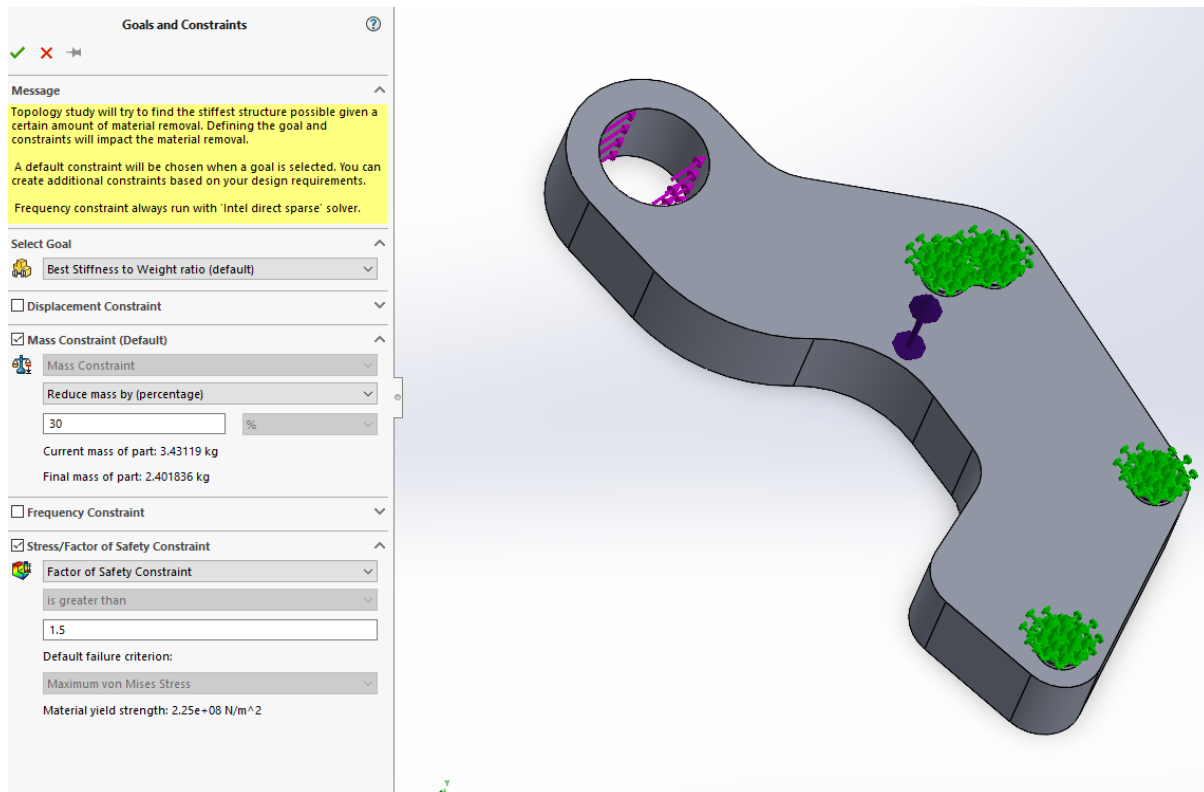 Goals and Constraints
?
Message
Topology study will try to find the stiffest structure possible given a
certain amount of material removal. Defining the goal and
constraints will impact the material removal.
A default constraint will be chosen when a goal is selected. You can
create additional constraints based on your design requirements.
Frequency constraint always run with 'Intel direct sparse' solver.
Select Goal
Best Stiffness to Weight ratio (default)
Displacement Constraint
Mass Constraint (Default)
Mass Constraint
Reduce mass by (percentage)
30 %
Current mass of part: 3.43119 kg
Final mass of part: 2.401836 kg
Frequency Constraint
Stress/Factor of Safety Constraint
Factor of Safety Constraint
is greater than
1.5
Default failure criterion:
Maximum von Mises Stress
Material yield strength: 2.25e+08 N/m^2
Y